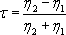 τ = (η₂ − η₁) / (η₂ + η₁)